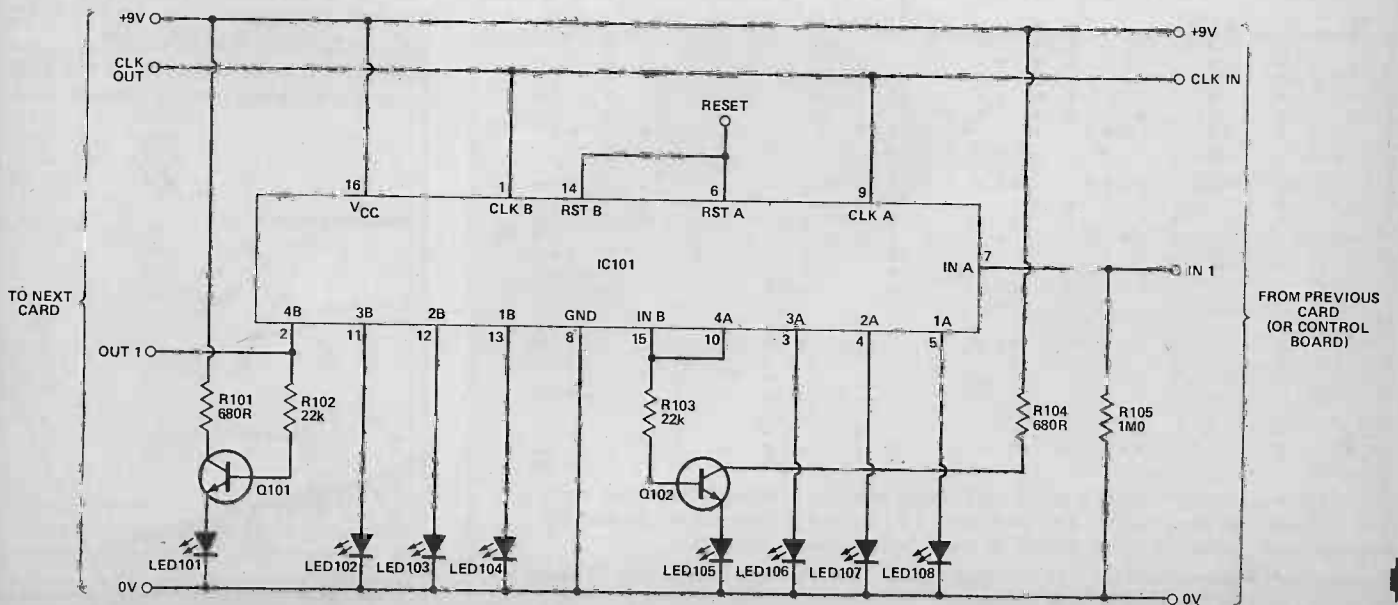 +9V
+9V
CLK
OUT
CLK IN
RESET
16
1
14
6
9
VCC
CLK B
RST B
RST A
CLK A
7
IN A
IN 1
IC101
TO NEXT
CARD
FROM PREVIOUS
CARD
(OR CONTROL
BOARD)
4B
3B
2B
1B
GND
IN B
4A
3A
2A
1A
2
11
12
13
8
15
10
3
4
5
OUT 1
R101
680R
R102
22k
R103
22k
R104
680R
R105
1M0
Q101
Q102
LED101
LED102
LED103
LED104
LED105
LED106
LED107
LED108
0V
0V